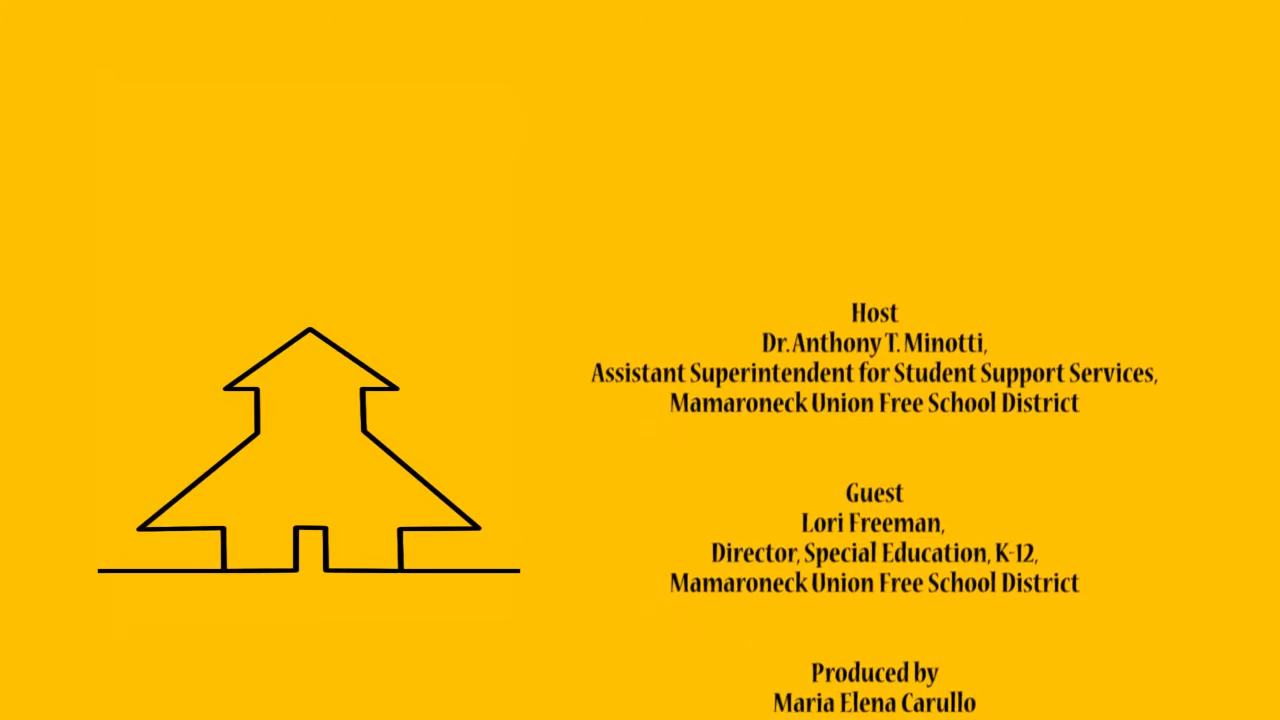 Host
Dr. Anthony T. Minotti,
Assistant Superintendent for Student Support Services,
Mamaroneck Union Free School District
Guest
Lori Freeman,
Director, Special Education, K-12,
Mamaroneck Union Free School District
Produced by
Maria Elena Carullo